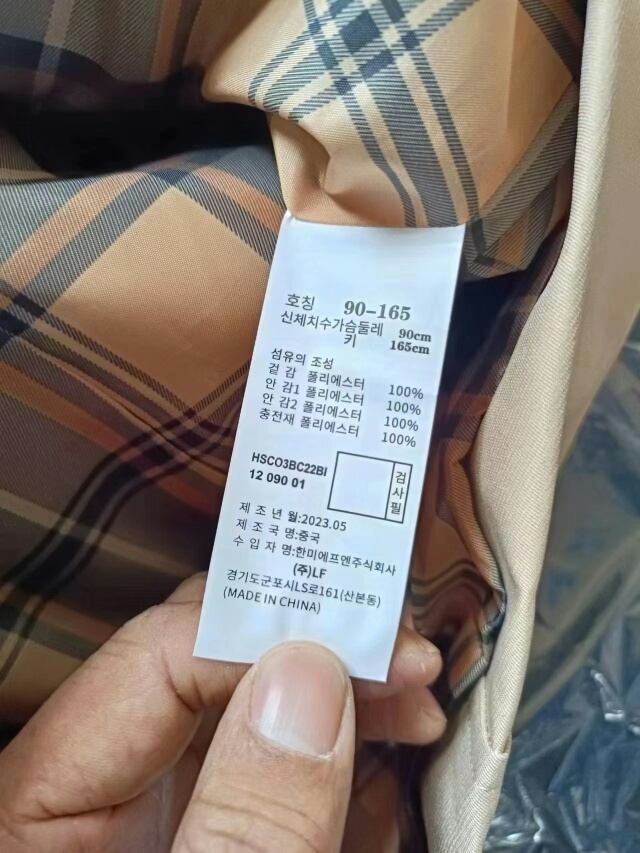 호칭 90-165
신체치수가슴둘레 90cm
키 165cm
섬유의 조성
겉 감 폴리에스터 100%
안 감1 폴리에스터 100%
안 감2 폴리에스터 100%
충전재 폴리에스터 100%
HSCO3BC22BI
12 090 01
검사필
제 조 년 월:2023.05
제 조 국 명:중국
수 입 자 명:한미에프엔주식회사
(주)LF
경기도군포시LS로161(산본동)
(MADE IN CHINA)